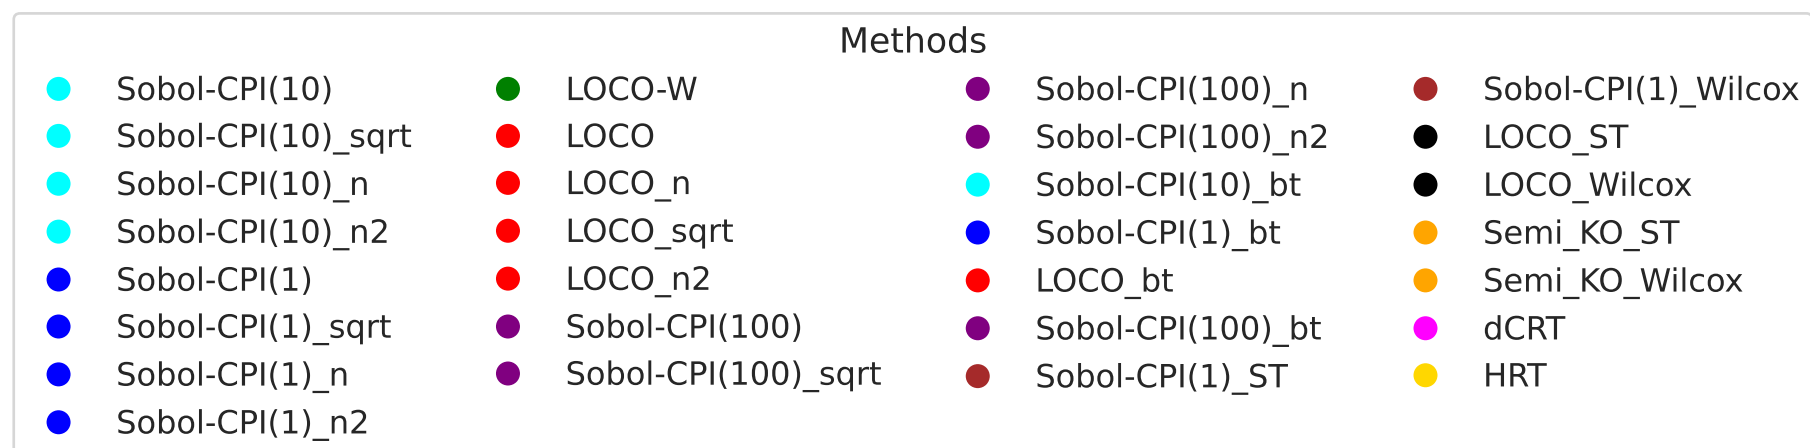 Methods
Sobol-CPI(10)
Sobol-CPI(10)_sqrt
Sobol-CPI(10)_n
Sobol-CPI(10)_n2
Sobol-CPI(1)
Sobol-CPI(1)_sqrt
Sobol-CPI(1)_n
Sobol-CPI(1)_n2
LOCO-W
LOCO
LOCO_n
LOCO_sqrt
LOCO_n2
Sobol-CPI(100)
Sobol-CPI(100)_sqrt
Sobol-CPI(100)_n
Sobol-CPI(100)_n2
Sobol-CPI(10)_bt
Sobol-CPI(1)_bt
LOCO_bt
Sobol-CPI(100)_bt
Sobol-CPI(1)_ST
Sobol-CPI(1)_Wilcox
LOCO_ST
LOCO_Wilcox
Semi_KO_ST
Semi_KO_Wilcox
dCRT
HRT